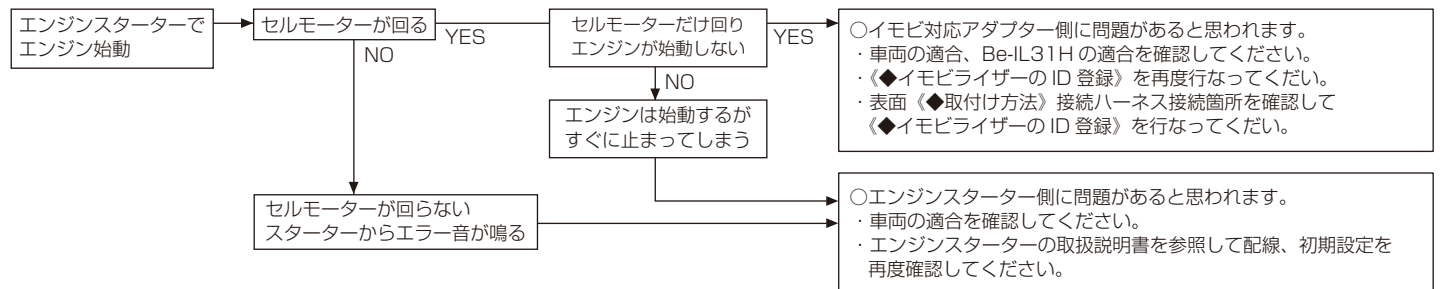 エンジンスターターで
エンジン始動
セルモーターが回る
YES
NO
セルモーターだけ回り
エンジンが始動しない
YES
NO
エンジンは始動するが
すぐに止まってしまう
セルモーターが回らない
スターターからエラー音が鳴る
○イモビ対応アダプター側に問題があると思われます。
・車両の適合、Be-IL31Hの適合を確認してください。
・《◆イモビライザーのID登録》を再度行なってくだい。
・表面《◆取付け方法》接続ハーネス接続箇所を確認して
《◆イモビライザーのID登録》を行なってくだい。
○エンジンスターター側に問題があると思われます。
・車両の適合を確認してください。
・エンジンスターターの取扱説明書を参照して配線、初期設定を
再度確認してください。